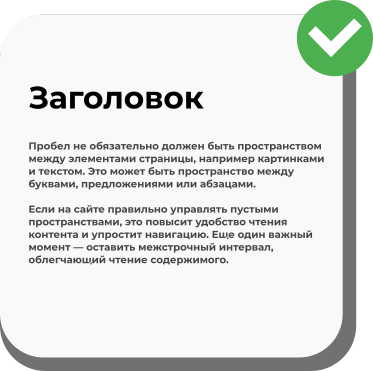 Заголовок
Пробел не обязательно должен быть пространством
между элементами страницы, например картинками
и текстом. Это может быть пространство между
буквами, предложениями или абзацами.
Если на сайте правильно управлять пустыми
пространствами, это повысит удобство чтения
контента и упростит навигацию. Еще один важный
момент — оставить межстрочный интервал,
облегчающий чтение содержимого.